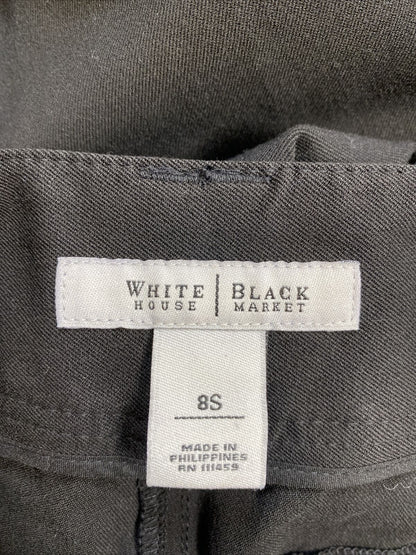 WHITE | BLACK
HOUSE | MARKET
8S
MADE IN
PHILIPPINES
RN 111459